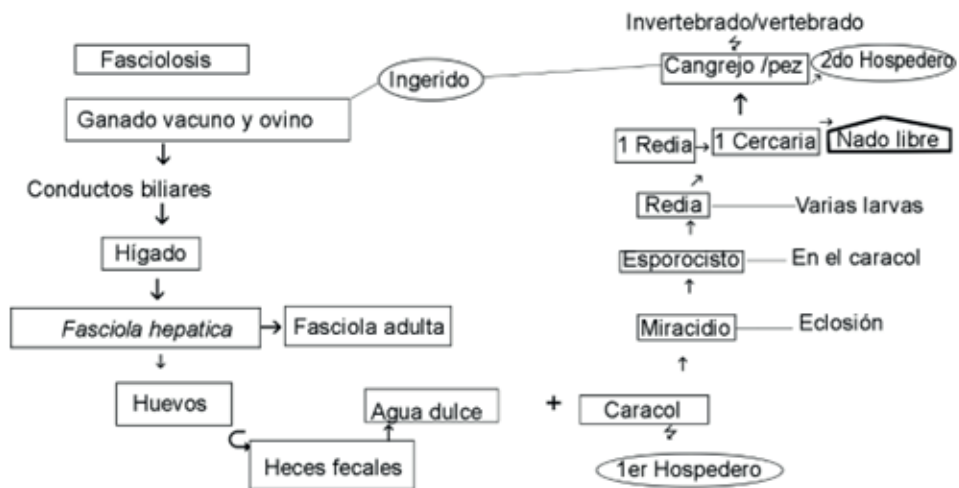 Fasciolosis
Ganado vacuno y ovino
Conductos biliares
Hígado
Fasciola hepatica
Fasciola adulta
Huevos
Heces fecales
Agua dulce
+
Caracol
1er Hospedero
Miracidio
Eclosión
Esporocisto
En el caracol
Redia
Varias larvas
1 Redia
1 Cercaria
Nado libre
Invertebrado/vertebrado
Cangrejo /pez
2do Hospedero
Ingerido